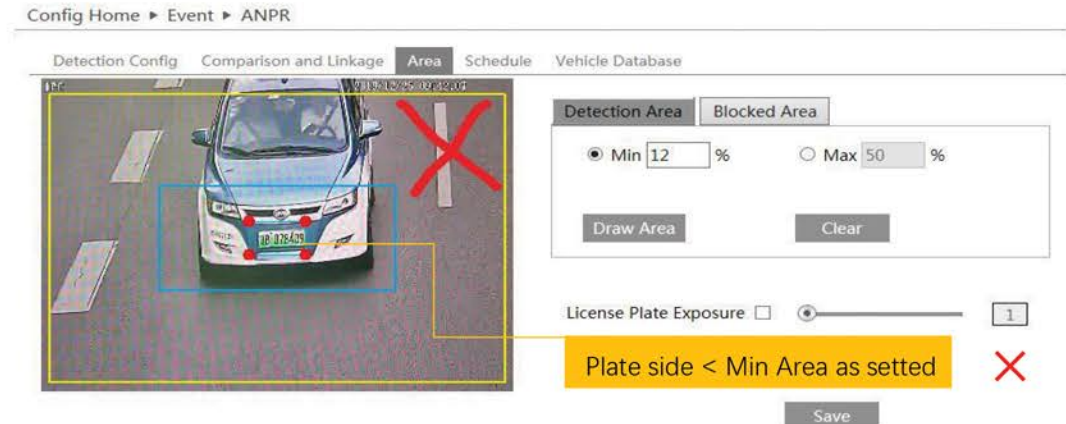 Config Home ▸ Event ▸ ANPR
Detection Config Comparison and Linkage Area Schedule Vehicle Database
IPC
Detection Area Blocked Area
Min 12 % Max 50 %
Draw Area Clear
License Plate Exposure 1
Plate side < Min Area as setted
Save